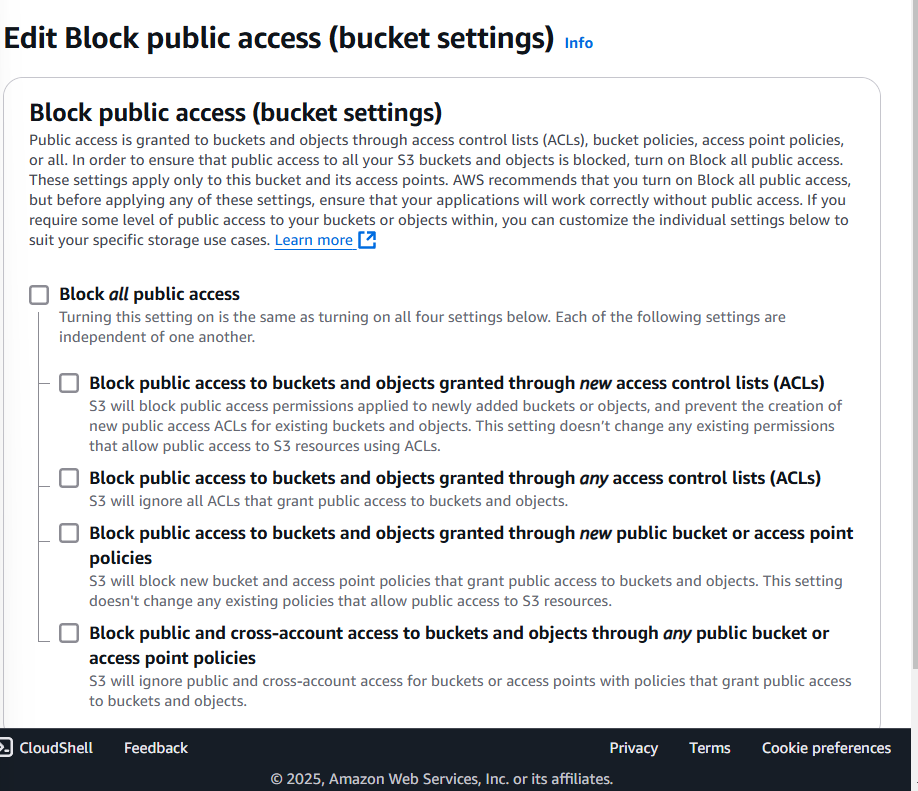 Edit Block public access (bucket settings) Info
Block public access (bucket settings)
Public access is granted to buckets and objects through access control lists (ACLs), bucket policies, access point policies,
or all. In order to ensure that public access to all your S3 buckets and objects is blocked, turn on Block all public access.
These settings apply only to this bucket and its access points. AWS recommends that you turn on Block all public access,
but before applying any of these settings, ensure that your applications will work correctly without public access. If you
require some level of public access to your buckets or objects within, you can customize the individual settings below to
suit your specific storage use cases. Learn more
Block all public access
Turning this setting on is the same as turning on all four settings below. Each of the following settings are
independent of one another.
Block public access to buckets and objects granted through new access control lists (ACLs)
S3 will block public access permissions applied to newly added buckets or objects, and prevent the creation of
new public access ACLs for existing buckets and objects. This setting doesn’t change any existing permissions
that allow public access to S3 resources using ACLs.
Block public access to buckets and objects granted through any access control lists (ACLs)
S3 will ignore all ACLs that grant public access to buckets and objects.
Block public access to buckets and objects granted through new public bucket or access point
policies
S3 will block new bucket and access point policies that grant public access to buckets and objects. This setting
doesn't change any existing policies that allow public access to S3 resources.
Block public and cross-account access to buckets and objects through any public bucket or
access point policies
S3 will ignore public and cross-account access for buckets or access points with policies that grant public access
to buckets and objects.
CloudShell Feedback Privacy Terms Cookie preferences
© 2025, Amazon Web Services, Inc. or its affiliates.